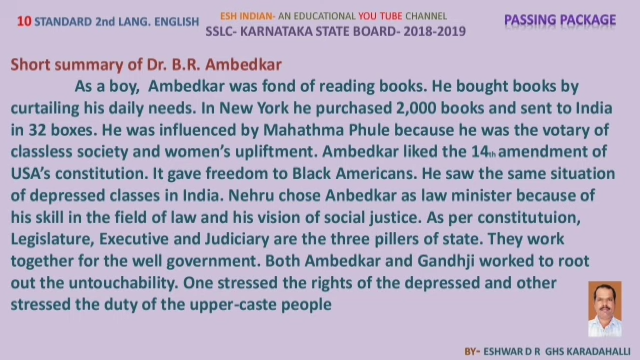 10 STANDARD 2nd LANG. ENGLISH
ESH INDIAN- AN EDUCATIONAL YOU TUBE CHANNEL
SSLC- KARNATAKA STATE BOARD- 2018-2019
PASSING PACKAGE
Short summary of Dr. B.R. Ambedkar
As a boy, Ambedkar was fond of reading books. He bought books by
curtailing his daily needs. In New York he purchased 2,000 books and sent to India
in 32 boxes. He was influenced by Mahathma Phule because he was the votary of
classless society and women's upliftment. Ambedkar liked the 14th amendment of
USA's constitution. It gave freedom to Black Americans. He saw the same situation
of depressed classes in India. Nehru chose Anbedkar as law minister because of
his skill in the field of law and his vision of social justice. As per constitutuion,
Legislature, Executive and Judiciary are the three pillers of state. They work
together for the well government. Both Ambedkar and Gandhji worked to root
out the untouchability. One stressed the rights of the depressed and other
stressed the duty of the upper-caste people
BY- ESHWAR D R GHS KARADAHALLI